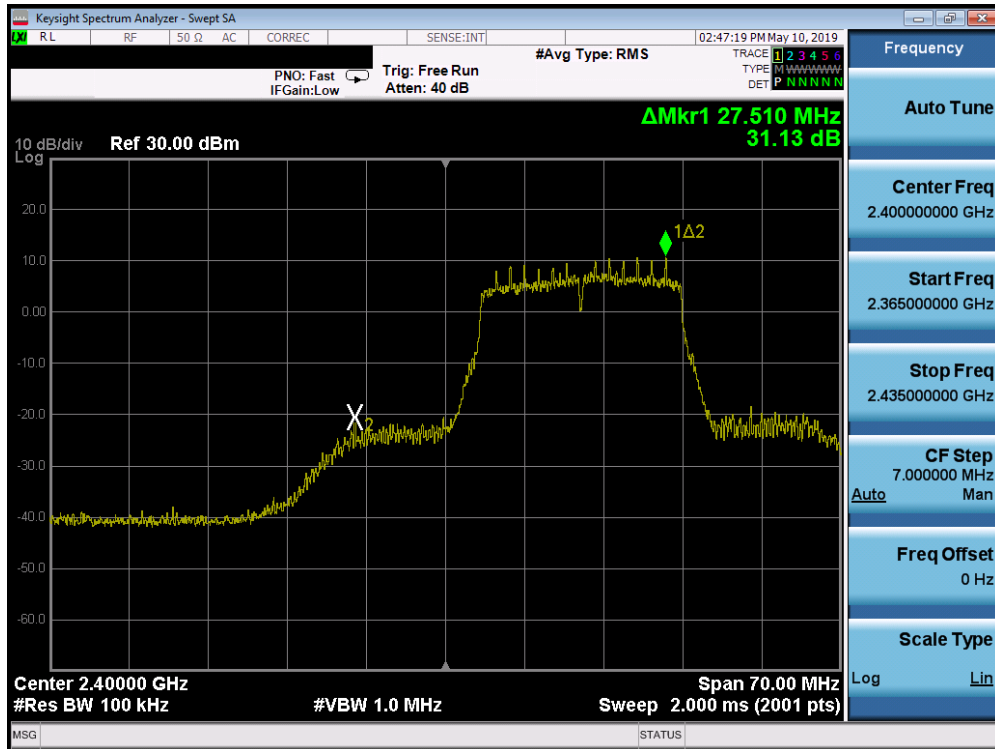 Keysight Spectrum Analyzer - Swept SA
LXI RL RF 50 Ω AC CORREC SENSE:INT 02:47:19 PM May 10, 2019
#Avg Type: RMS
TRACE 1 2 3 4 5 6
PNO: Fast Trig: Free Run
TYPE M W W W W W
IFGain:Low Atten: 40 dB
DET P N N N N N
ΔMkr1 27.510 MHz
31.13 dB
10 dB/div Ref 30.00 dBm
Log
20.0
10.0
0.00
-10.0
-20.0
-30.0
-40.0
-50.0
-60.0
1Δ2
X2
Center 2.40000 GHz Span 70.00 MHz
#Res BW 100 kHz #VBW 1.0 MHz Sweep 2.000 ms (2001 pts)
MSG STATUS
Frequency
Auto Tune
Center Freq
2.400000000 GHz
Start Freq
2.365000000 GHz
Stop Freq
2.435000000 GHz
CF Step
7.000000 MHz
Auto Man
Freq Offset
0 Hz
Scale Type
Log Lin